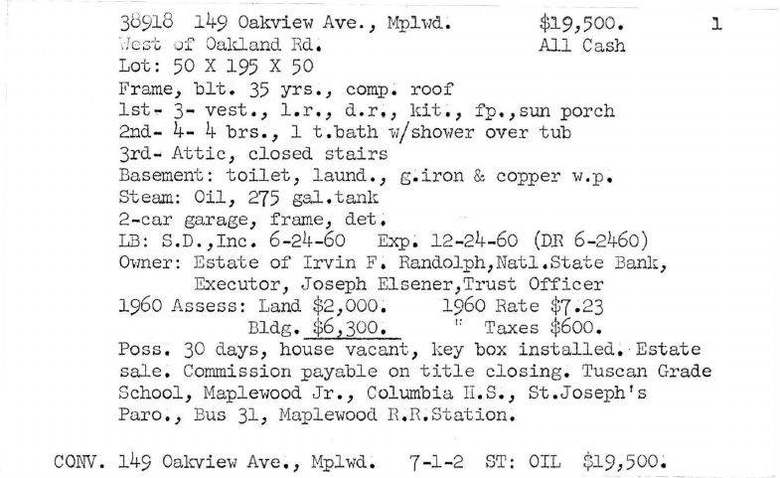 38918 149 Oakview Ave., Mplwd. $19,500. 1
West of Oakland Rd. All Cash
Lot: 50 X 195 X 50
Frame, blt. 35 yrs., comp. roof
1st- 3- vest., l.r., d.r., kit., fp.,sun porch
2nd- 4- 4 brs., 1 t.bath w/shower over tub
3rd- Attic, closed stairs
Basement: toilet, laund., g.iron & copper w.p.
Steam: Oil, 275 gal.tank
2-car garage, frame, det.
LB: S.D.,Inc. 6-24-60 Exp. 12-24-60 (DR 6-2460)
Owner: Estate of Irvin F. Randolph,Natl.State Bank,
Executor, Joseph Elsener,Trust Officer
1960 Assess: Land $2,000. 1960 Rate $7.23
Bldg. $6,300. " Taxes $600.
Poss. 30 days, house vacant, key box installed. Estate
sale. Commission payable on title closing. Tuscan Grade
School, Maplewood Jr., Columbia H.S., St.Joseph's
Paro., Bus 31, Maplewood R.R.Station.
CONV. 149 Oakview Ave., Mplwd. 7-1-2 ST: OIL $19,500.